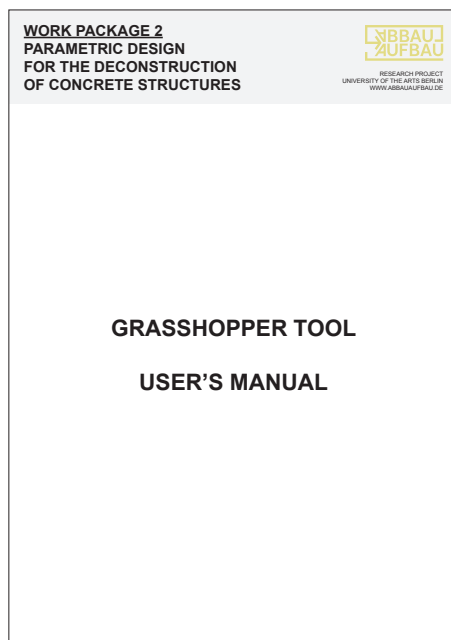 WORK PACKAGE 2
PARAMETRIC DESIGN
FOR THE DECONSTRUCTION
OF CONCRETE STRUCTURES
ABBAU
AUFBAU
RESEARCH PROJECT
UNIVERSITY OF THE ARTS BERLIN
WWW.ABBAUAUFBAU.DE
GRASSHOPPER TOOL
USER'S MANUAL